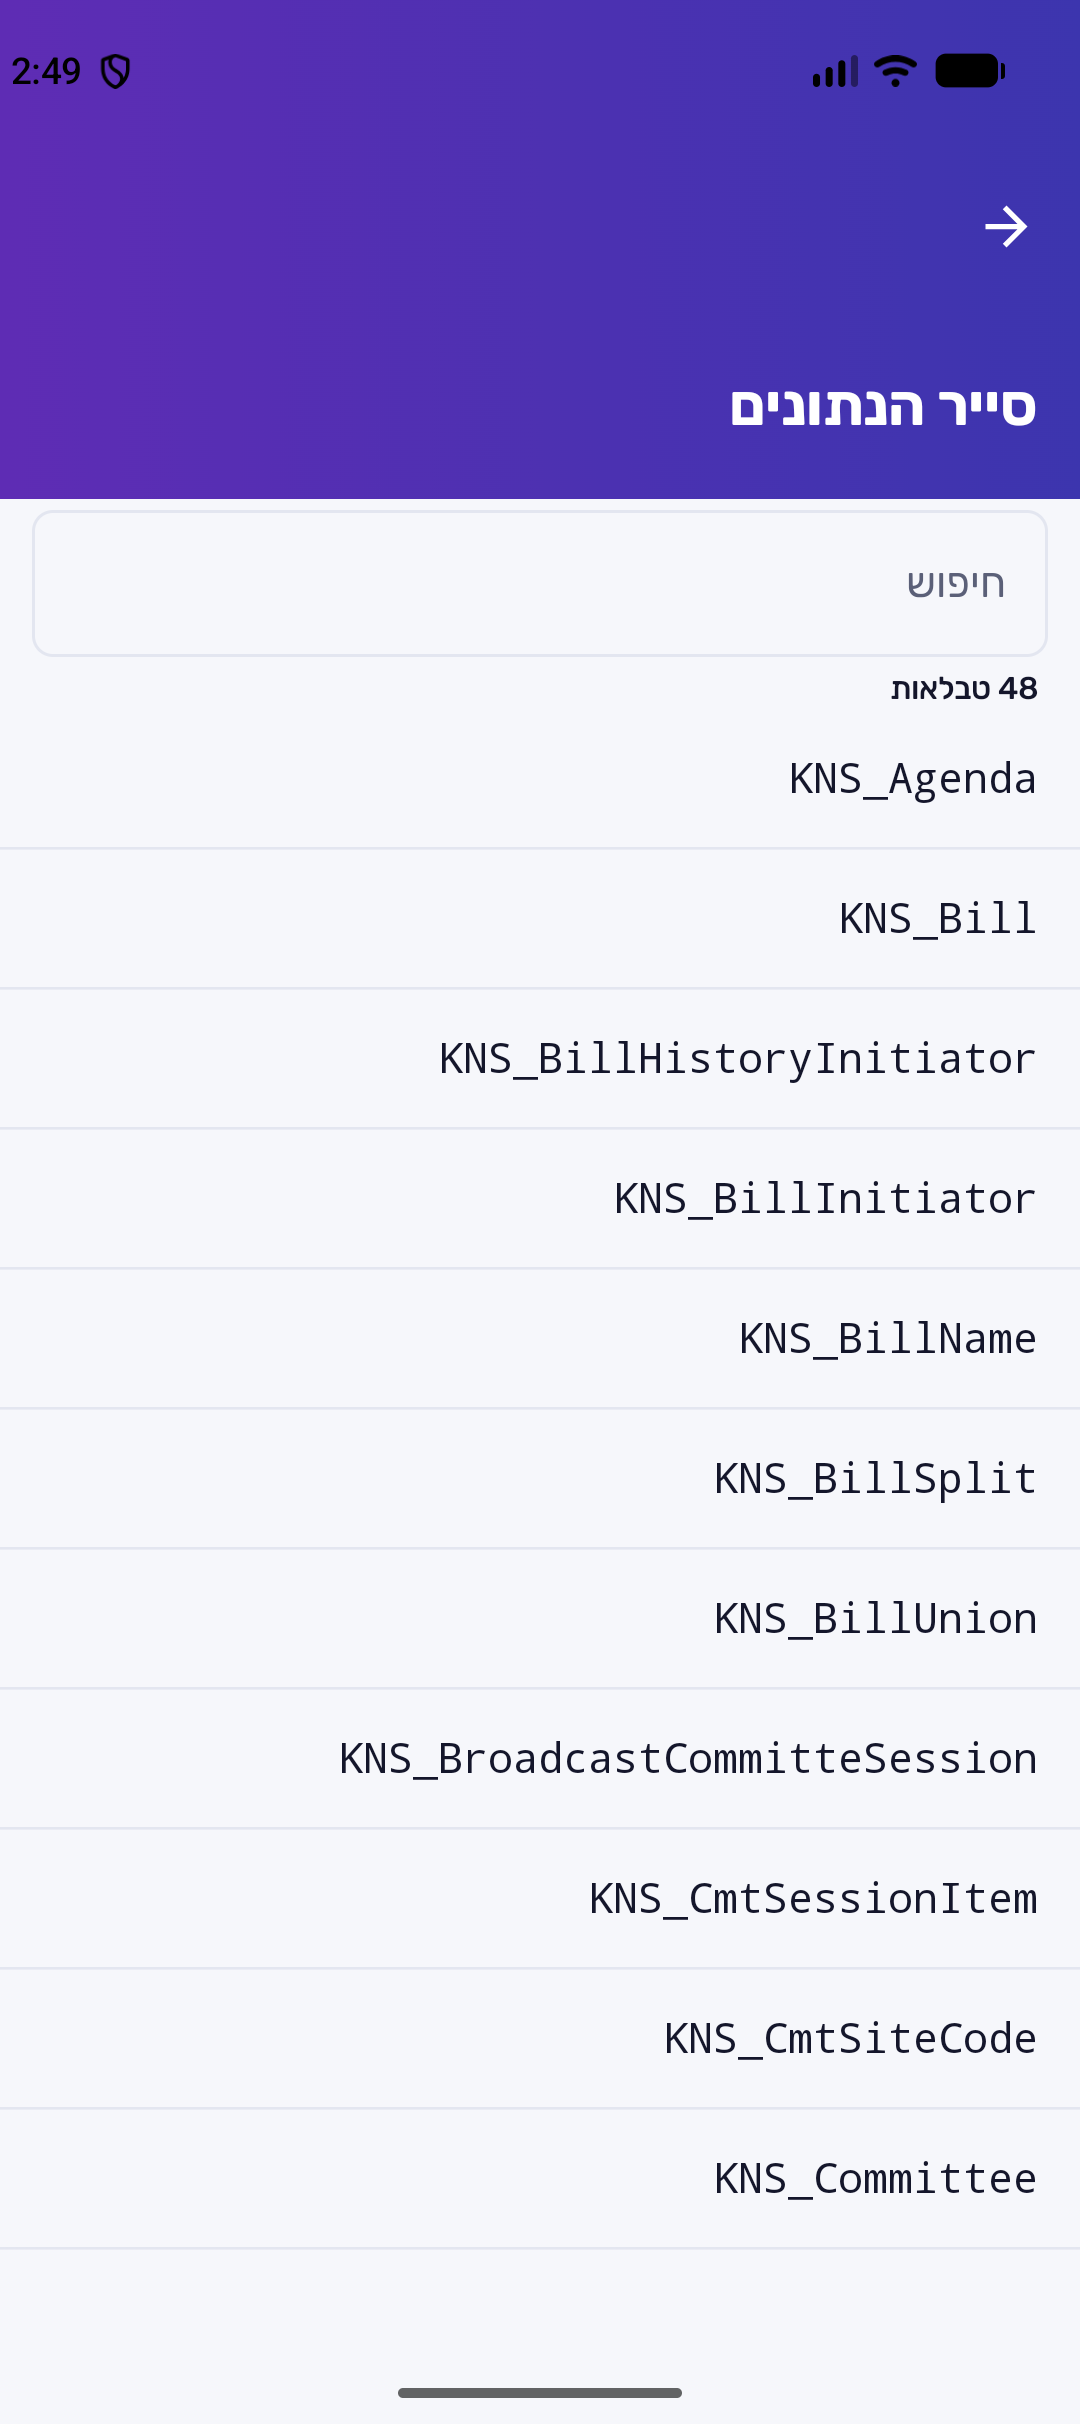 2:49
סייר הנתונים
חיפוש
48 טבלאות
KNS_Agenda
KNS_Bill
KNS_BillHistoryInitiator
KNS_BillInitiator
KNS_BillName
KNS_BillSplit
KNS_BillUnion
KNS_BroadcastCommitteSession
KNS_CmtSessionItem
KNS_CmtSiteCode
KNS_Committee